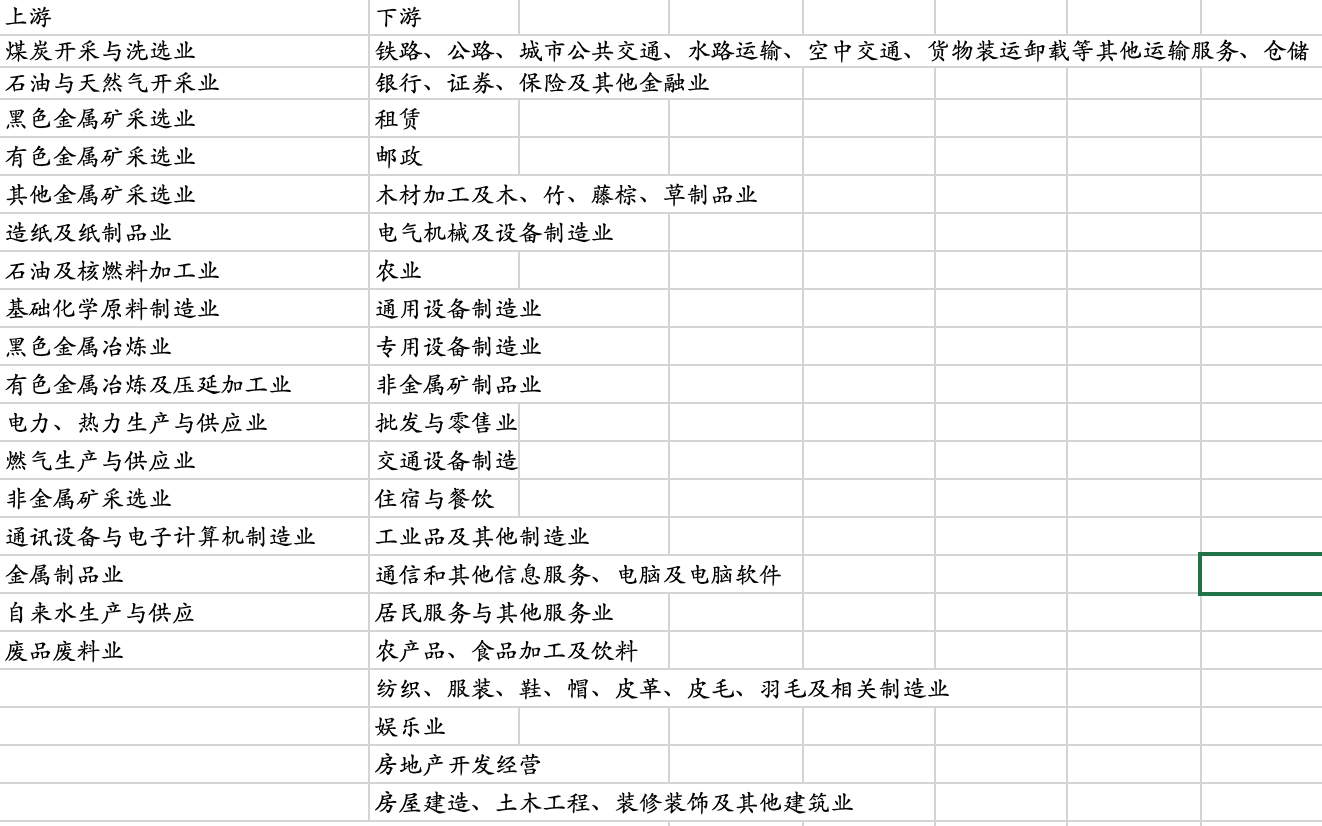 上游 下游
煤炭开采与洗选业 铁路、公路、城市公共交通、水路运输、空中交通、货物装运卸载等其他运输服务、仓储
石油与天然气开采业 银行、证券、保险及其他金融业
黑色金属矿采选业 租赁
有色金属矿采选业 邮政
其他金属矿采选业 木材加工及木、竹、藤棕、草制品业
造纸及纸制品业 电气机械及设备制造业
石油及核燃料加工业 农业
基础化学原料制造业 通用设备制造业
黑色金属冶炼业 专用设备制造业
有色金属冶炼及压延加工业 非金属矿制品业
电力、热力生产与供应业 批发与零售业
燃气生产与供应业 交通设备制造
非金属矿采选业 住宿与餐饮
通讯设备与电子计算机制造业 工业品及其他制造业
金属制品业 通信和其他信息服务、电脑及电脑软件
自来水生产与供应 居民服务与其他服务业
废品废料业 农产品、食品加工及饮料
纺织、服装、鞋、帽、皮革、皮毛、羽毛及相关制造业
娱乐业
房地产开发经营
房屋建造、土木工程、装修装饰及其他建筑业